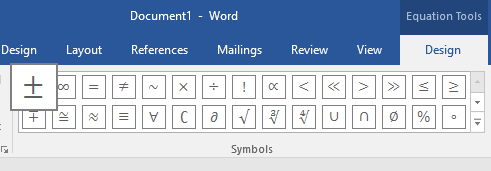 Document1 - Word
Equation Tools
Design Layout References Mailings Review View Design
± ∞ = ≠ ~ × ÷ ! ∝ < ≪ > ≫ ≤ ≥
∓ ≅ ≈ ≡ ∀ ∁ ∂ √ ∛ ∜ ∪ ∩ ∅ % °
Symbols